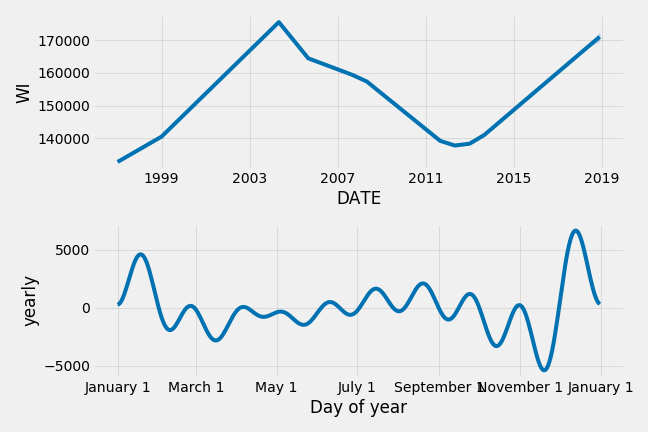 170000
160000
150000
140000
WI
1999 2003 2007 2011 2015 2019
DATE
5000
0
−5000
yearly
January 1 March 1 May 1 July 1 September 1 November 1 January 1
Day of year